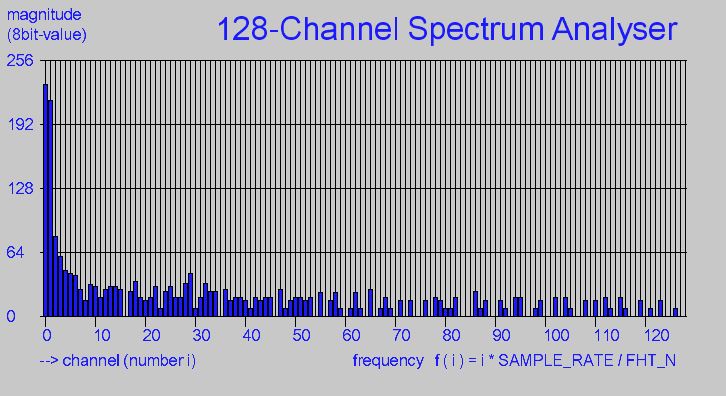 magnitude
(8bit-value)
128-Channel Spectrum Analyser
256
192
128
64
0
0 10 20 30 40 50 60 70 80 90 100 110 120
--> channel (number i)
frequency f ( i ) = i * SAMPLE_RATE / FHT_N